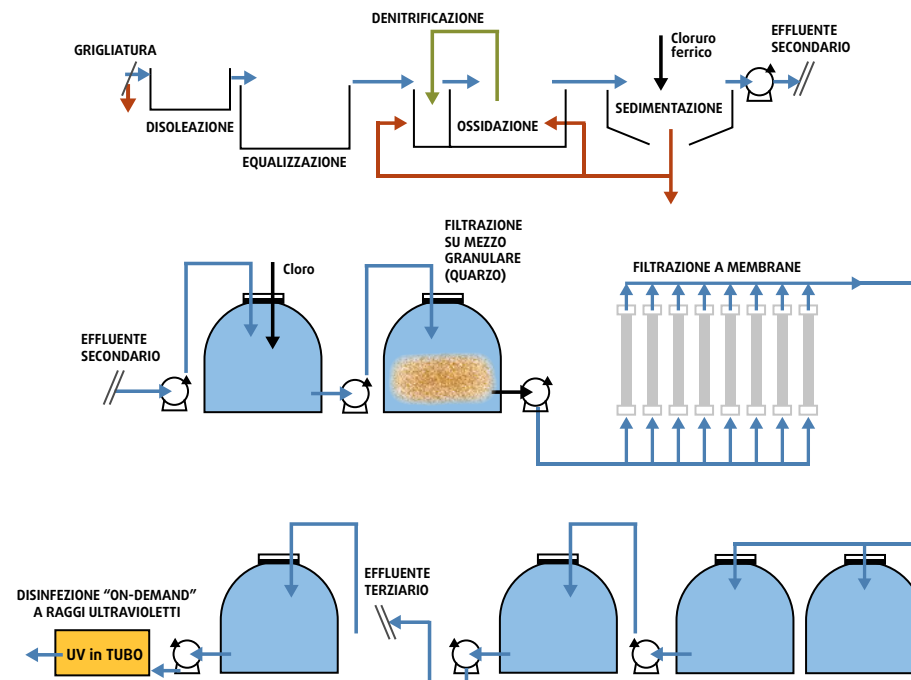 DENITRIFICAZIONE
GRIGLIATURA
Cloruro
ferrico
EFFLUENTE
SECONDARIO
DISOLEAZIONE
OSSIDAZIONE
SEDIMENTAZIONE
EQUALIZZAZIONE
FILTRAZIONE
SU MEZZO
GRANULARE
(QUARZO)
Cloro
FILTRAZIONE A MEMBRANE
EFFLUENTE
SECONDARIO
EFFLUENTE
TERZIARIO
DISINFEZIONE “ON-DEMAND”
A RAGGI ULTRAVIOLETTI
UV in TUBO